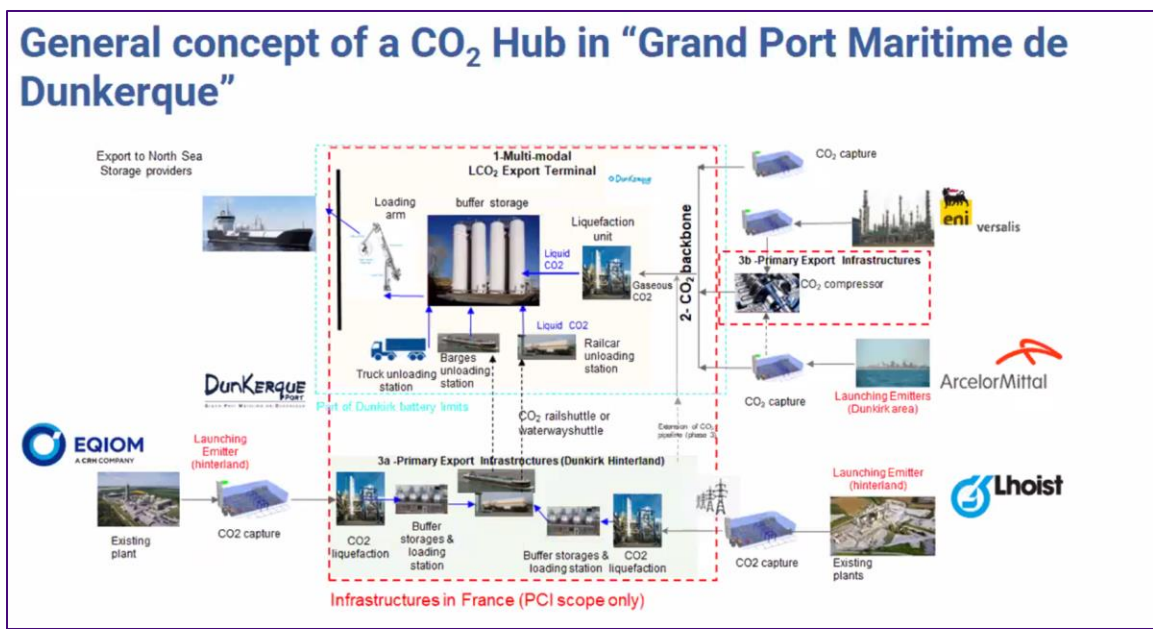 General concept of a CO2 Hub in “Grand Port Maritime de
Dunkerque”
Export to North Sea
Storage providers
1-Multi-modal
LCO2 Export Terminal
DUNKERQUE
Loading
arm
buffer storage
Liquefaction
unit
Liquid
CO2
Gaseous
CO2
2- CO2 backbone
CO2 capture
eni
versalis
3b -Primary Export Infrastructures
CO2 compressor
Liquid CO2
Truck unloading
station
Barges
unloading
station
Railcar
unloading
station
DUNKERQUE
PORT
GRAND PORT MARITIME DE DUNKERQUE
Port of Dunkirk battery limits
CO2 capture
Launching Emitters
(Dunkirk area)
ArcelorMittal
CO2 railshuttle or
waterwayshuttle
Extension of CO2
pipeline (phase 3)
EQIOM
A CRH COMPANY
Launching
Emitter
(hinterland)
3a -Primary Export Infrastructures (Dunkirk Hinterland)
Launching Emitter
(hinterland)
Lhoist
Existing
plant
CO2 capture
CO2
liquefaction
Buffer
storages &
loading
station
Buffer storages &
loading station
CO2
liquefaction
CO2 capture
Existing
plants
Infrastructures in France (PCI scope only)